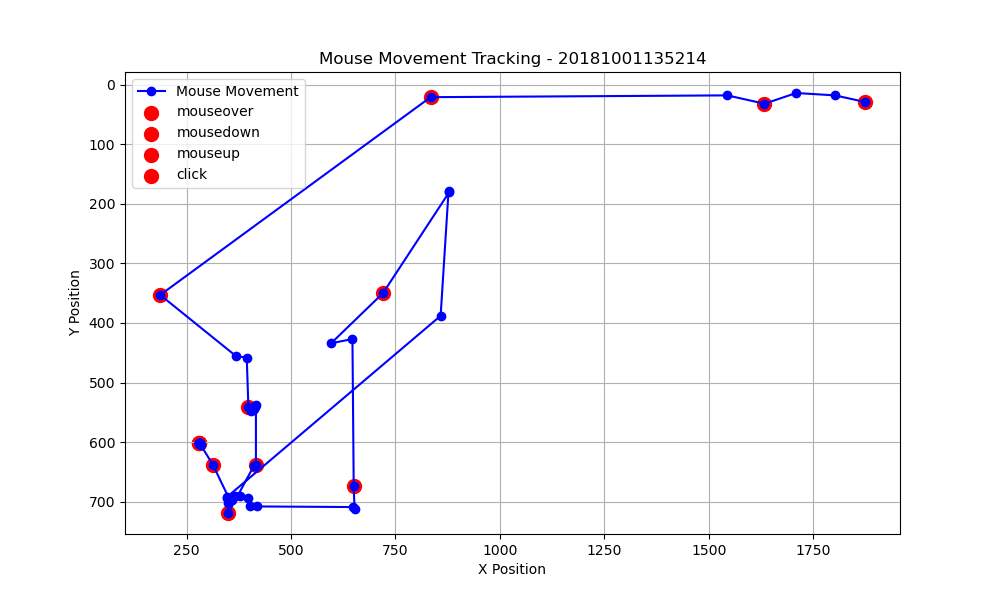 Mouse Movement Tracking - 20181001135214
Mouse Movement
mouseover
mousedown
mouseup
click
Y Position
0
100
200
300
400
500
600
700
250
500
750
1000
1250
1500
1750
X Position